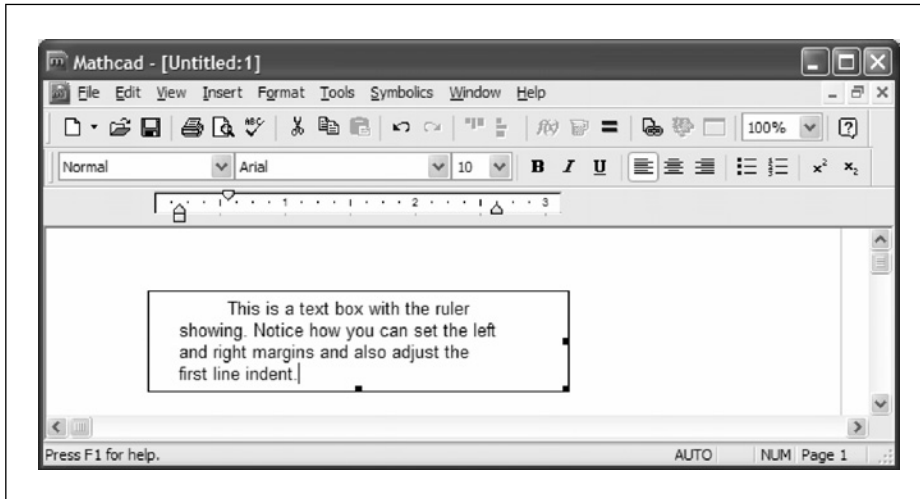 Mathcad - [Untitled:1]
File Edit View Insert Format Tools Symbolics Window Help
100%
Normal Arial 10 B I U x² x₂
1 2 3
This is a text box with the ruler
showing. Notice how you can set the left
and right margins and also adjust the
first line indent.
Press F1 for help. AUTO NUM Page 1